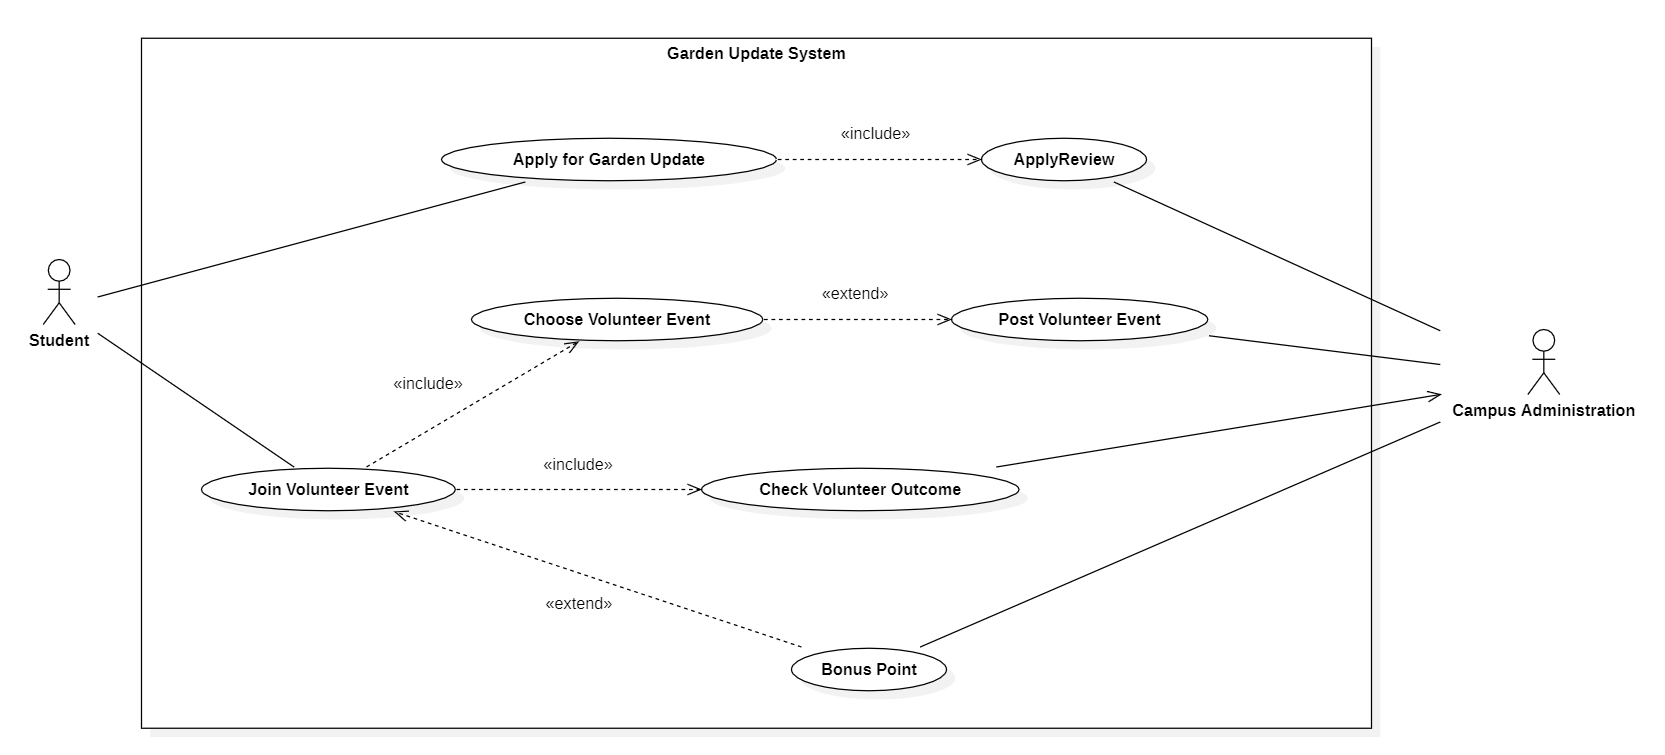 Garden Update System
«include»
Apply for Garden Update
ApplyReview
«extend»
Choose Volunteer Event
Post Volunteer Event
Student
«include»
Campus Administration
«include»
Join Volunteer Event
Check Volunteer Outcome
«extend»
Bonus Point